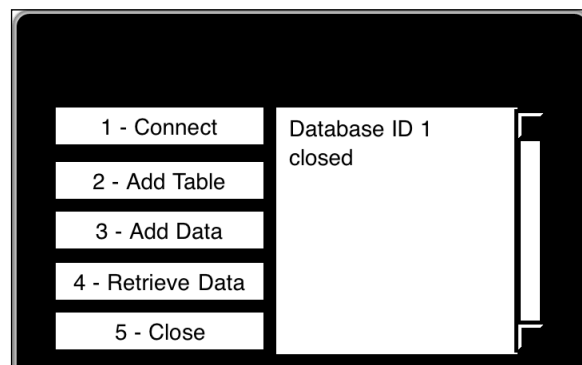 1 - Connect
2 - Add Table
3 - Add Data
4 - Retrieve Data
5 - Close
Database ID 1
closed